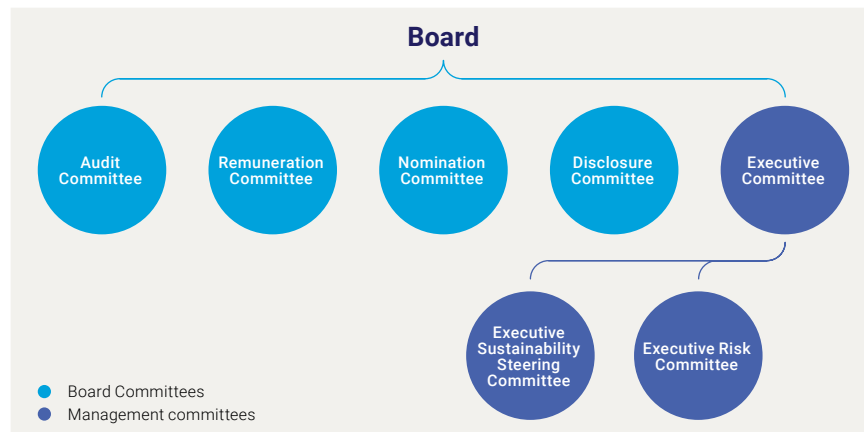 Board
Audit
Committee
Remuneration
Committee
Nomination
Committee
Disclosure
Committee
Executive
Committee
Executive
Sustainability
Steering
Committee
Executive Risk
Committee
Board Committees
Management committees